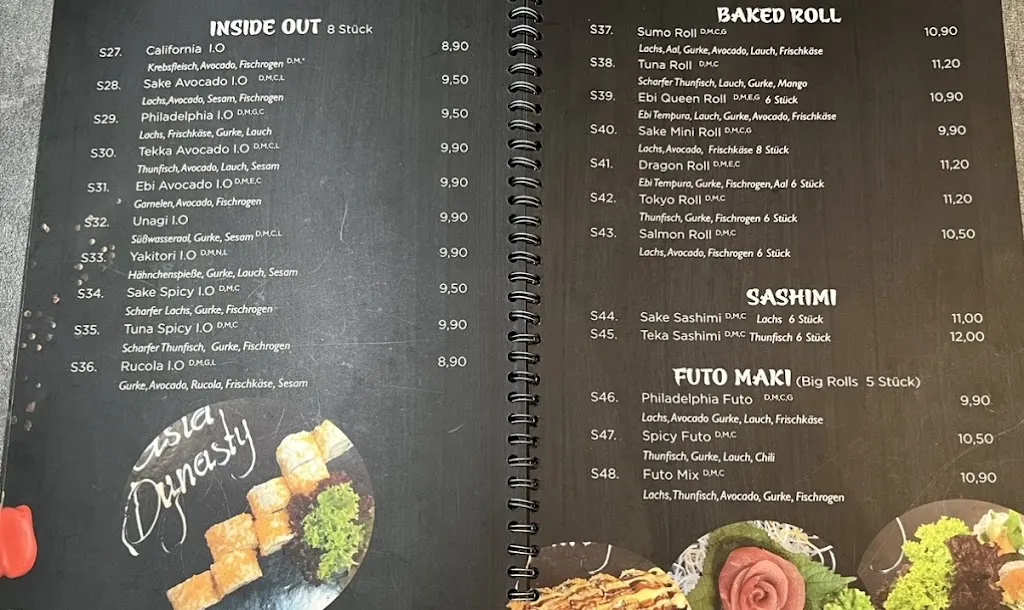 INSIDE OUT 8 Stück
S27. California I.O 8,90
Krebsfleisch, Avocado, Fischrogen D.M.*
S28. Sake Avocado I.O D.M.C.L 9,50
Lachs, Avocado, Sesam, Fischrogen
S29. Philadelphia I.O D.M.G.C 9,50
Lachs, Frischkäse, Gurke, Lauch
S30. Tekka Avocado I.O D.M.C.L 9,90
Thunfisch, Avocado, Lauch, Sesam
S31. Ebi Avocado I.O D.M.E.C 9,90
Garnelen, Avocado, Fischrogen
S32. Unagi I.O 9,90
Süßwasseraal, Gurke, Sesam D.M.C.L
S33. Yakitori I.O D.M.N.L 9,90
Hähnchenspieße, Gurke, Lauch, Sesam
S34. Sake Spicy I.O D.M.C 9,50
Scharfer Lachs, Gurke, Fischrogen
S35. Tuna Spicy I.O D.M.C 9,90
Scharfer Thunfisch, Gurke, Fischrogen
S36. Rucola I.O D.M.G.L 8,90
Gurke, Avocado, Rucola, Frischkäse, Sesam
asia
Dynasty
BAKED ROLL
S37. Sumo Roll D.M.C.G 10,90
Lachs, Aal, Gurke, Avocado, Lauch, Frischkäse
S38. Tuna Roll D.M.C 11,20
Scharfer Thunfisch, Lauch, Gurke, Mango
S39. Ebi Queen Roll D.M.E.G 6 Stück 10,90
Ebi Tempura, Lauch, Gurke, Avocado, Frischkäse
S40. Sake Mini Roll D.M.C.G 9,90
Lachs, Avocado, Frischkäse 8 Stück
S41. Dragon Roll D.M.E.C 11,20
Ebi Tempura, Gurke, Fischrogen, Aal 6 Stück
S42. Tokyo Roll D.M.C 11,20
Thunfisch, Gurke, Fischrogen 6 Stück
S43. Salmon Roll D.M.C 10,50
Lachs, Avocado, Fischrogen 6 Stück
SASHIMI
S44. Sake Sashimi D.M.C Lachs 6 Stück 11,00
S45. Teka Sashimi D.M.C Thunfisch 6 Stück 12,00
FUTO MAKI (Big Rolls 5 Stück)
S46. Philadelphia Futo D.M.C.G 9,90
Lachs, Avocado Gurke, Lauch, Frischkäse
S47. Spicy Futo D.M.C 10,50
Thunfisch, Gurke, Lauch, Chili
S48. Futo Mix D.M.C 10,90
Lachs, Thunfisch, Avocado, Gurke, Fischrogen